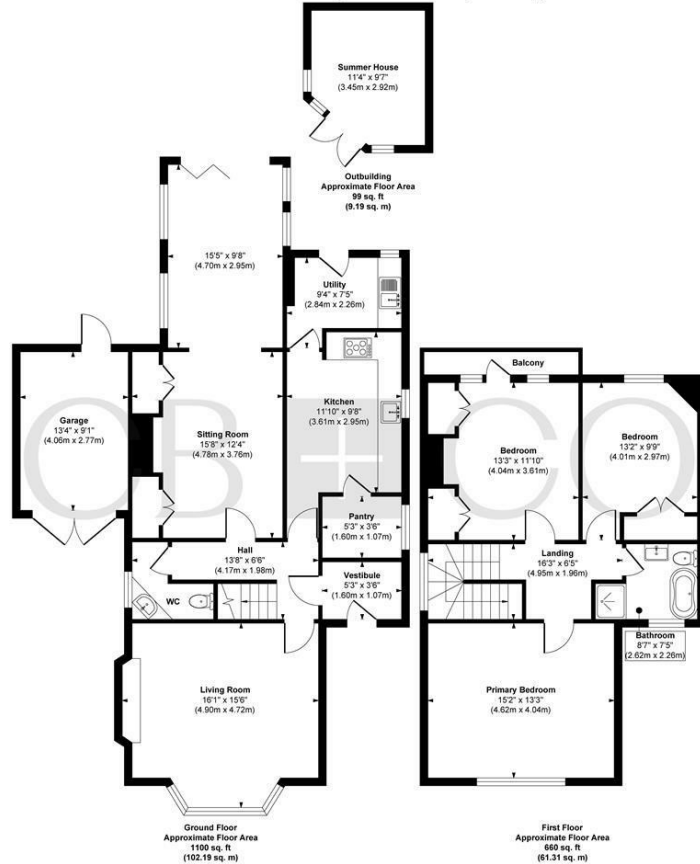 Summer House
11'4" x 9'7"
(3.45m x 2.92m)
Outbuilding
Approximate Floor Area
99 sq. ft
(9.19 sq. m)
15'5" x 9'8"
(4.70m x 2.95m)
Utility
9'4" x 7'5"
(2.84m x 2.26m)
Garage
13'4" x 9'1"
(4.06m x 2.77m)
Sitting Room
15'8" x 12'4"
(4.78m x 3.76m)
Kitchen
11'10" x 9'8"
(3.61m x 2.95m)
Pantry
5'3" x 3'6"
(1.60m x 1.07m)
Hall
13'8" x 6'6"
(4.17m x 1.98m)
Vestibule
5'3" x 3'6"
(1.60m x 1.07m)
WC
Living Room
16'1" x 15'6"
(4.90m x 4.72m)
Ground Floor
Approximate Floor Area
1100 sq. ft
(102.19 sq. m)
Balcony
Bedroom
13'3" x 11'10"
(4.04m x 3.61m)
Bedroom
13'2" x 9'9"
(4.01m x 2.97m)
Landing
16'3" x 6'5"
(4.95m x 1.96m)
Bathroom
8'7" x 7'5"
(2.62m x 2.26m)
Primary Bedroom
15'2" x 13'3"
(4.62m x 4.04m)
First Floor
Approximate Floor Area
660 sq. ft
(61.31 sq. m)
CB + CO